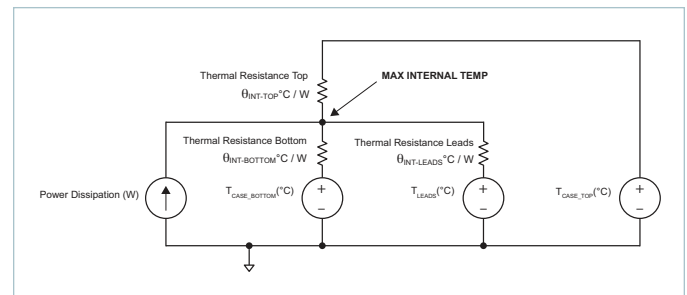 Thermal Resistance Top
θINT-TOP°C / W
MAX INTERNAL TEMP
Thermal Resistance Bottom
θINT-BOTTOM°C / W
Thermal Resistance Leads
θINT-LEADS°C / W
Power Dissipation (W)
TCASE_BOTTOM(°C)
+
–
TLEADS(°C)
+
–
TCASE_TOP(°C)
+
–